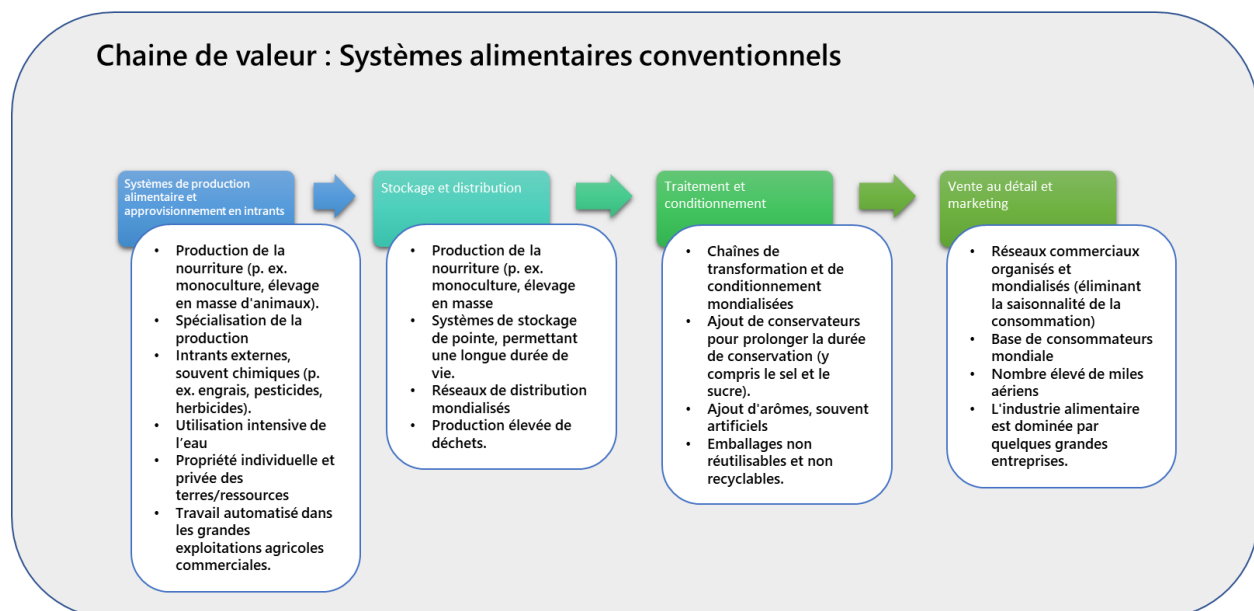 Chaine de valeur : Systèmes alimentaires conventionnels
Systèmes de production
alimentaire et
approvisionnement en intrants
• Production de la
nourriture (p. ex.
monoculture, élevage
en masse d'animaux).
• Spécialisation de la
production
• Intrants externes,
souvent chimiques (p.
ex. engrais, pesticides,
herbicides).
• Utilisation intensive de
l’eau
• Propriété individuelle et
privée des
terres/ressources
• Travail automatisé dans
les grandes
exploitations agricoles
commerciales.
Stockage et distribution
• Production de la
nourriture (p. ex.
monoculture, élevage
en masse
• Systèmes de stockage
de pointe, permettant
une longue durée de
vie.
• Réseaux de distribution
mondialisés
• Production élevée de
déchets.
Traitement et
conditionnement
• Chaînes de
transformation et de
conditionnement
mondialisées
• Ajout de conservateurs
pour prolonger la durée
de conservation (y
compris le sel et le
sucre).
• Ajout d'arômes, souvent
artificiels
• Emballages non
réutilisables et non
recyclables.
Vente au détail et
marketing
• Réseaux commerciaux
organisés et
mondialisés (éliminant
la saisonnalité de la
consommation)
• Base de consommateurs
mondiale
• Nombre élevé de miles
aériens
• L'industrie alimentaire
est dominée par
quelques grandes
entreprises.